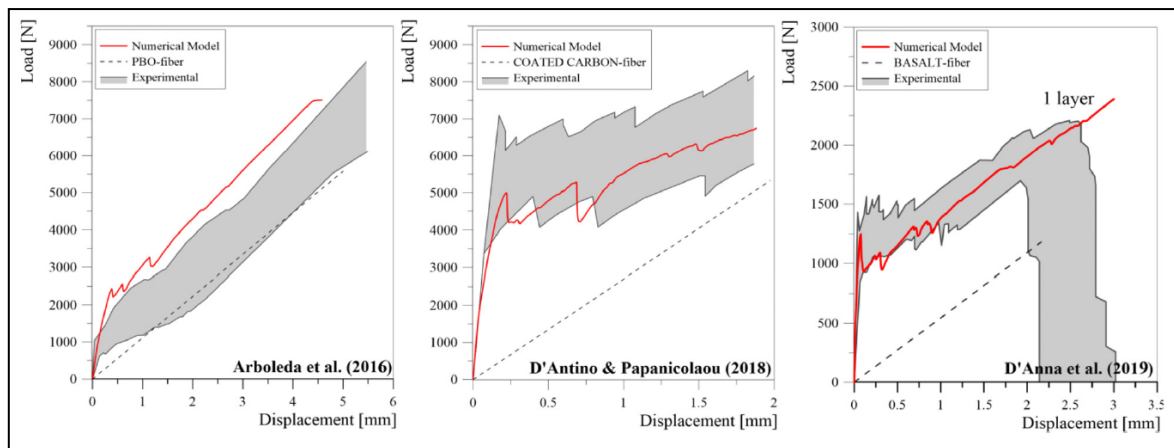 Load [N]
9000
8000
7000
6000
5000
4000
3000
2000
1000
0
Numerical Model
PBO-fiber
Experimental
Arboleda et al. (2016)
0 1 2 3 4 5 6
Displacement [mm]
Load [N]
9000
8000
7000
6000
5000
4000
3000
2000
1000
0
Numerical Model
COATED CARBON-fiber
Experimental
D'Antino & Papanicolaou (2018)
0 0.5 1 1.5 2
Displacement [mm]
Load [N]
3000
2500
2000
1500
1000
500
0
Numerical Model
BASALT-fiber
Experimental
1 layer
D'Anna et al. (2019)
0 0.5 1 1.5 2 2.5 3 3.5
Displacement [mm]